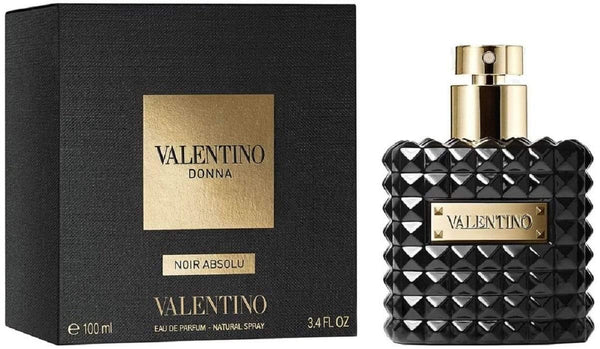 VALENTINO
DONNA
NOIR ABSOLU
VALENTINO
EAU DE PARFUM - NATURAL SPRAY
℮ 100 ml
3.4 FL OZ
VALENTINO